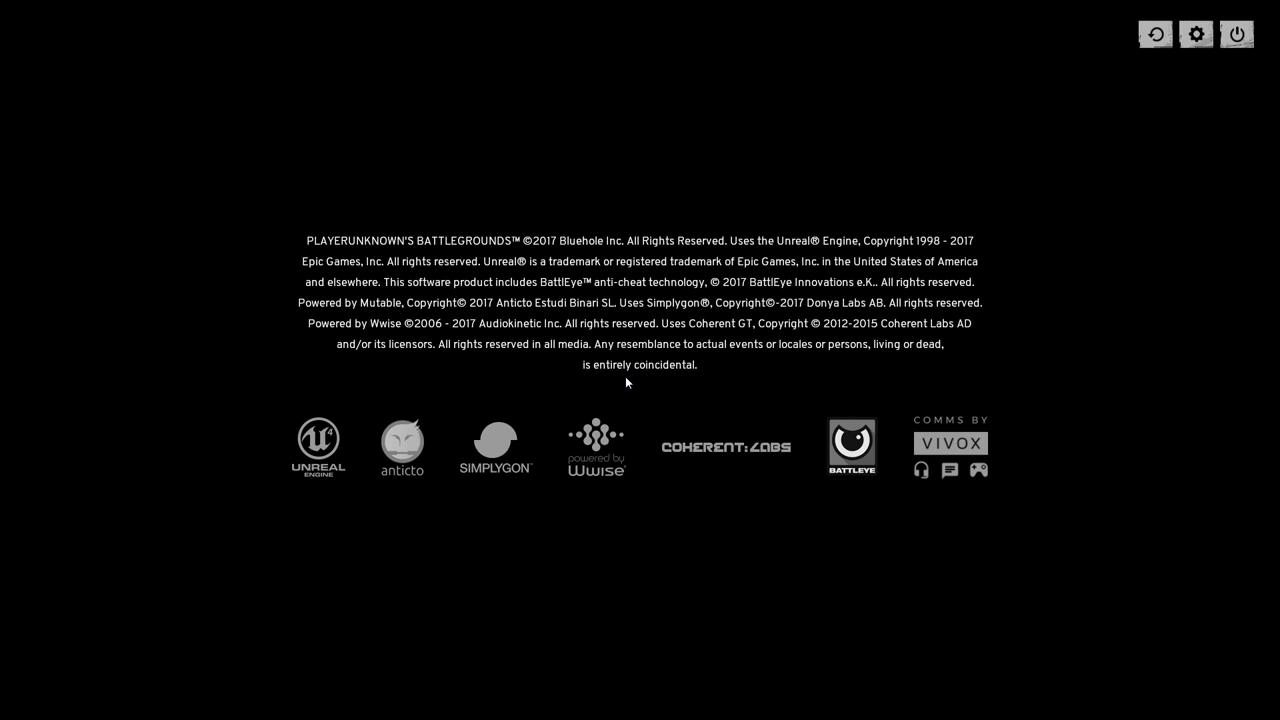 PLAYERUNKNOWN'S BATTLEGROUNDS™ ©2017 Bluehole Inc. All Rights Reserved. Uses the Unreal® Engine, Copyright 1998 - 2017
Epic Games, Inc. All rights reserved. Unreal® is a trademark or registered trademark of Epic Games, Inc. in the United States of America
and elsewhere. This software product includes BattlEye™ anti-cheat technology, © 2017 BattlEye Innovations e.K.. All rights reserved.
Powered by Mutable, Copyright© 2017 Anticto Estudi Binari SL. Uses Simplygon®, Copyright©-2017 Donya Labs AB. All rights reserved.
Powered by Wwise ©2006 - 2017 Audiokinetic Inc. All rights reserved. Uses Coherent GT, Copyright © 2012-2015 Coherent Labs AD
and/or its licensors. All rights reserved in all media. Any resemblance to actual events or locales or persons, living or dead,
is entirely coincidental.
U 4
UNREAL
ENGINE
anticto
SIMPLYGON™
powered by
Wwise®
COHERENT:LABS
BATTLEYE
COMMS BY
VIVOX